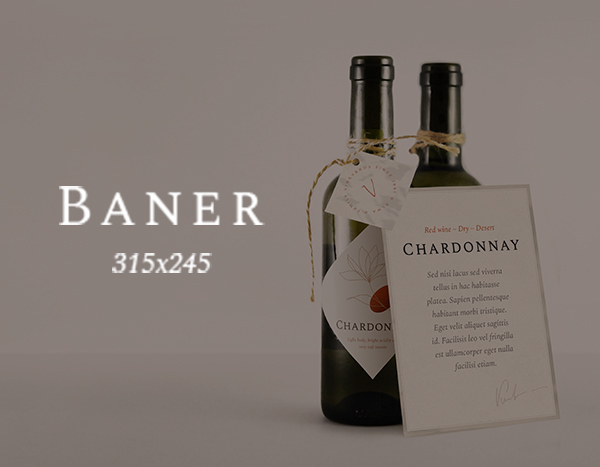 BANER
315x245
V
Red wine ~ Dry ~ Desert
CHARDONNAY
Sed nisi lacus sed viverra
tellus in hac habitasse
platea. Sapien pellentesque
habitant morbi tristique.
Eget velit aliquet sagittis
id. Facilisis leo vel fringilla
est ullamcorper eget nulla
facilisi etiam.
CHARDONN